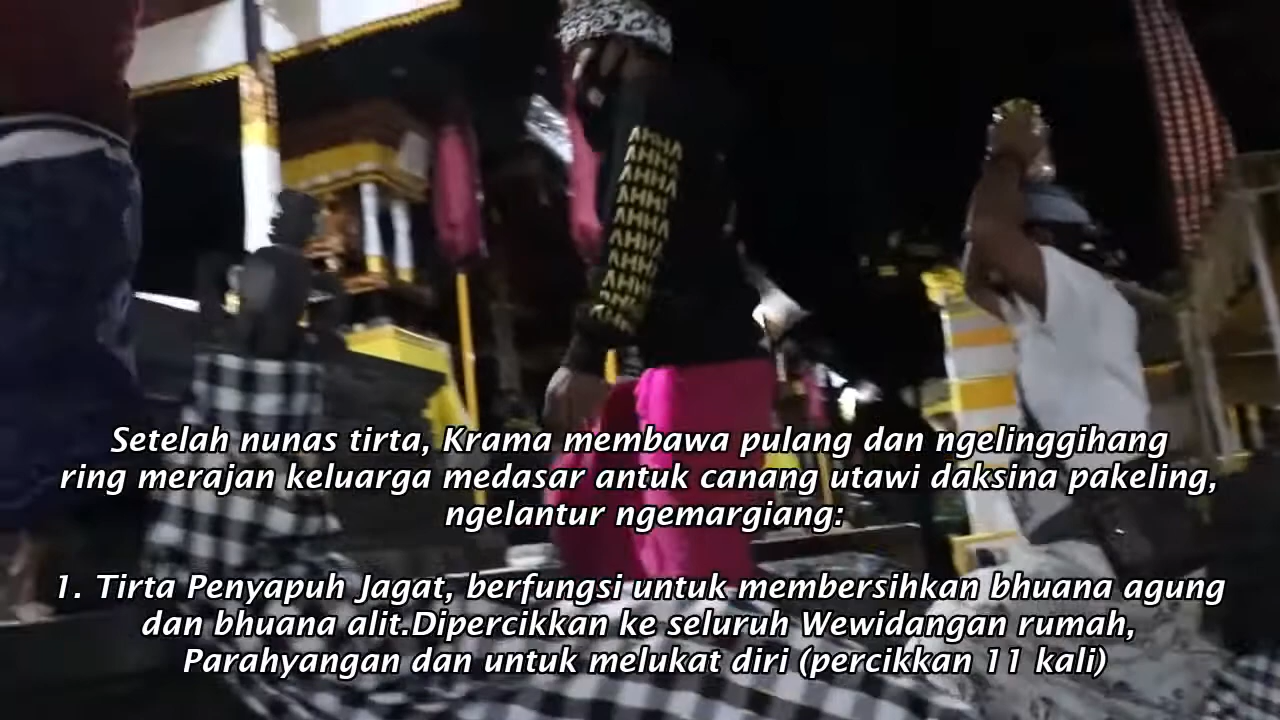 Setelah nunas tirta, Krama membawa pulang dan ngelinggihang
ring merajan keluarga medasar antuk canang utawi daksina pakeling,
ngelantur ngemargiang:
1. Tirta Penyapuh Jagat, berfungsi untuk membersihkan bhuana agung
dan bhuana alit.Dipercikkan ke seluruh Wewidangan rumah,
Parahyangan dan untuk melukat diri (percikkan 11 kali)